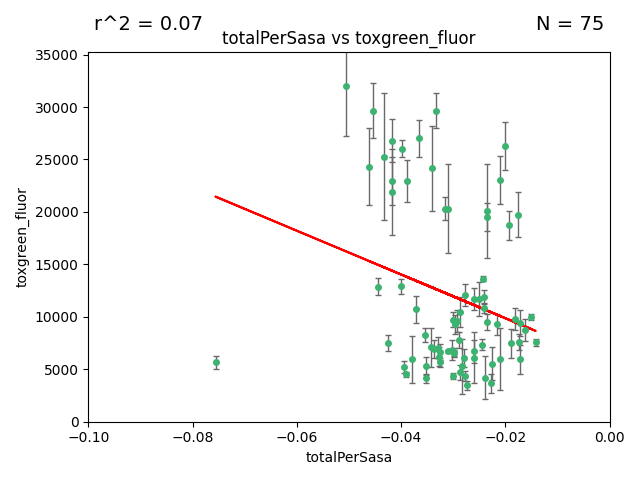 r^2 = 0.07
N = 75
totalPerSasa vs toxgreen_fluor
35000
30000
25000
20000
15000
10000
5000
0
toxgreen_fluor
−0.10
−0.08
−0.06
−0.04
−0.02
0.00
totalPerSasa